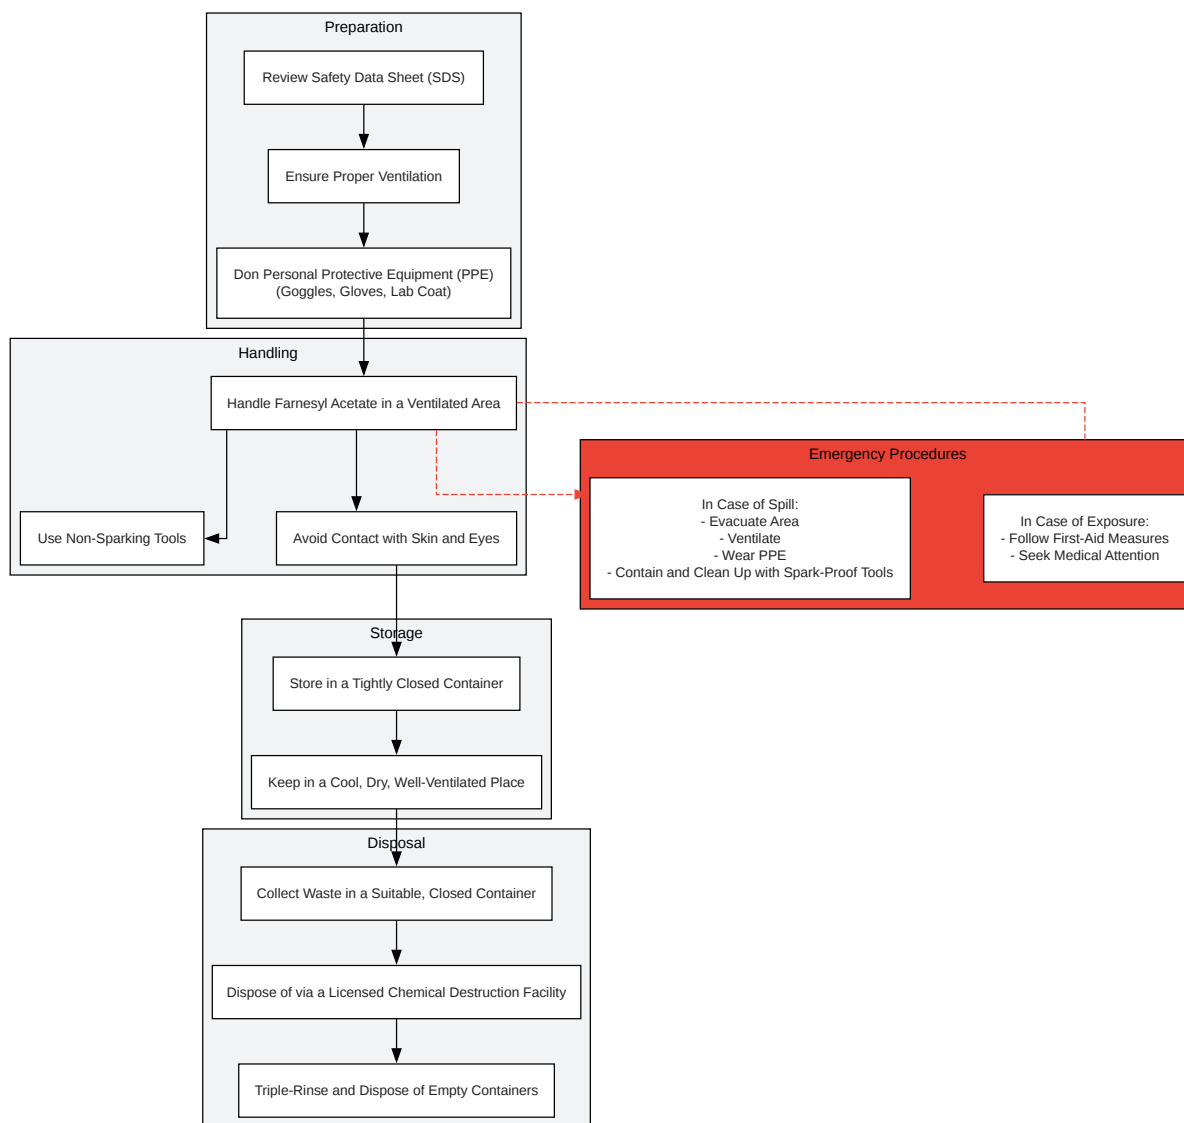 Preparation
Review Safety Data Sheet (SDS)
Ensure Proper Ventilation
Don Personal Protective Equipment (PPE)
(Goggles, Gloves, Lab Coat)
Handling
Handle Farnesyl Acetate in a Ventilated Area
Use Non-Sparking Tools
Avoid Contact with Skin and Eyes
Emergency Procedures
In Case of Spill:
- Evacuate Area
- Ventilate
- Wear PPE
- Contain and Clean Up with Spark-Proof Tools
In Case of Exposure:
- Follow First-Aid Measures
- Seek Medical Attention
Storage
Store in a Tightly Closed Container
Keep in a Cool, Dry, Well-Ventilated Place
Disposal
Collect Waste in a Suitable, Closed Container
Dispose of via a Licensed Chemical Destruction Facility
Triple-Rinse and Dispose of Empty Containers